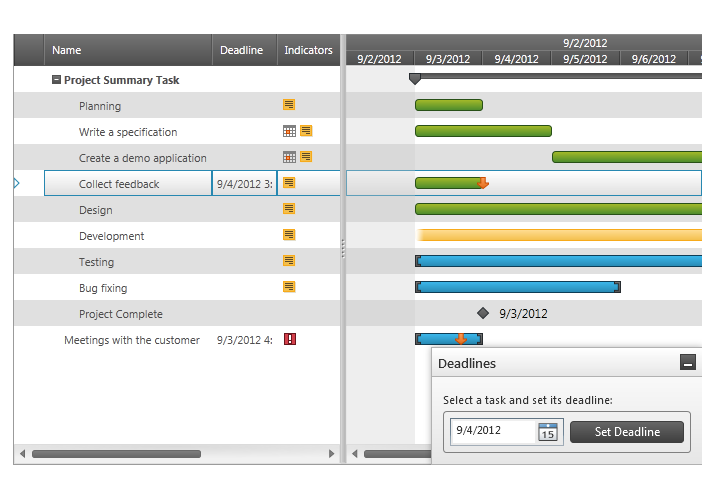 9/2/2012
Name Deadline Indicators 9/2/2012 9/3/2012 9/4/2012 9/5/2012 9/6/2012
Project Summary Task
Planning
Write a specification
Create a demo application
Collect feedback 9/4/2012 3:
Design
Development
Testing
Bug fixing
Project Complete 9/3/2012
Meetings with the customer 9/3/2012 4:
Deadlines
Select a task and set its deadline:
9/4/2012 15 Set Deadline